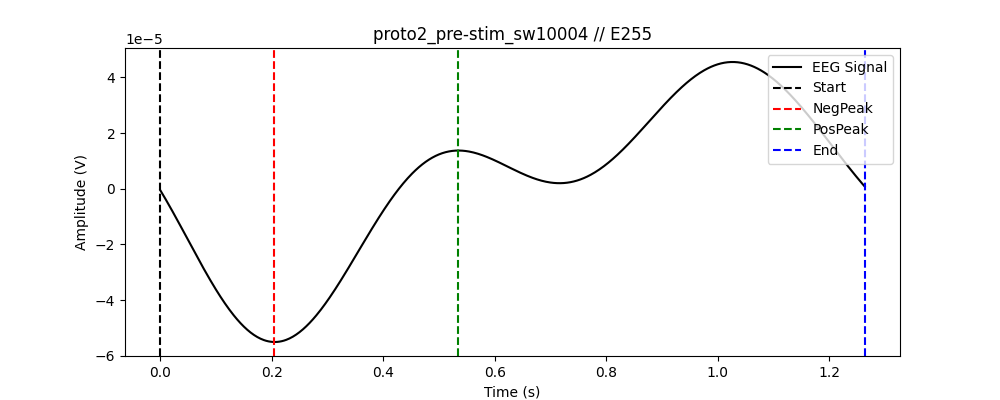 proto2_pre-stim_sw10004 // E255
1e−5
Amplitude (V)
4
2
0
−2
−4
−6
EEG Signal
Start
NegPeak
PosPeak
End
0.0 0.2 0.4 0.6 0.8 1.0 1.2
Time (s)